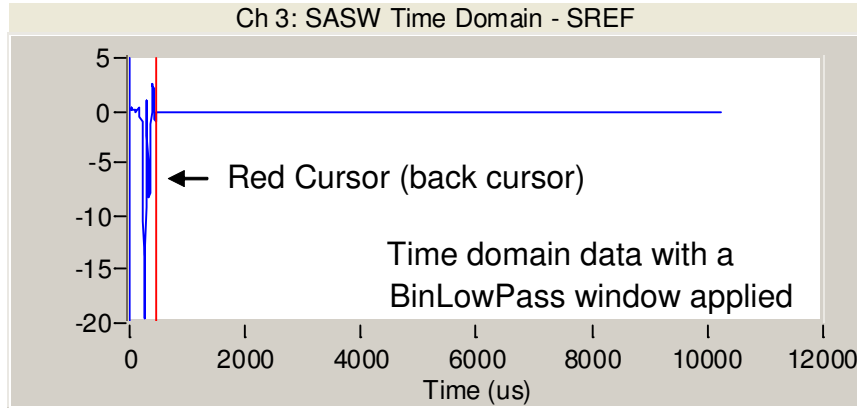 Ch 3: SASW Time Domain - SREF
5
0
-5
-10
-15
-20
Red Cursor (back cursor)
Time domain data with a
BinLowPass window applied
0 2000 4000 6000 8000 10000 12000
Time (us)